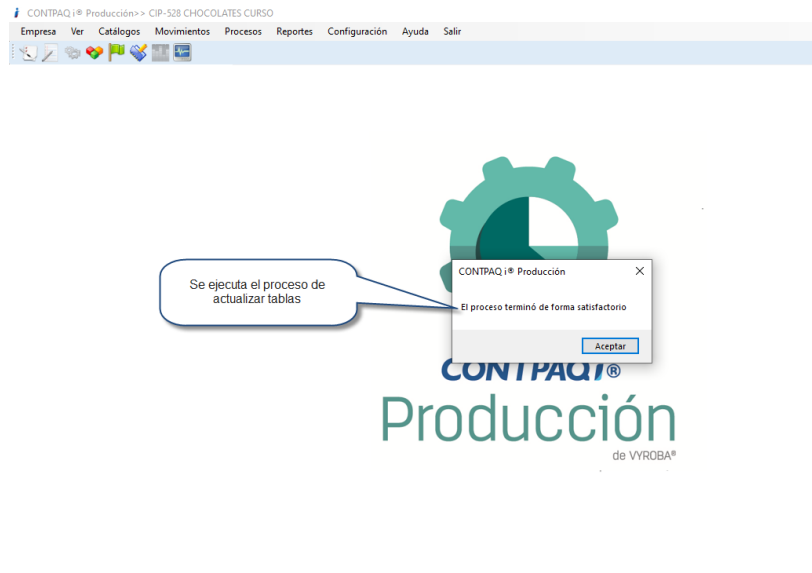 CONTPAQ i® Producción>> CIP-528 CHOCOLATES CURSO
Empresa Ver Catálogos Movimientos Procesos Reportes Configuración Ayuda Salir
Se ejecuta el proceso de
actualizar tablas
CONTPAQ i® Producción
El proceso terminó de forma satisfactorio
Aceptar
CONTPAQi®
Producción
de VYROBA®